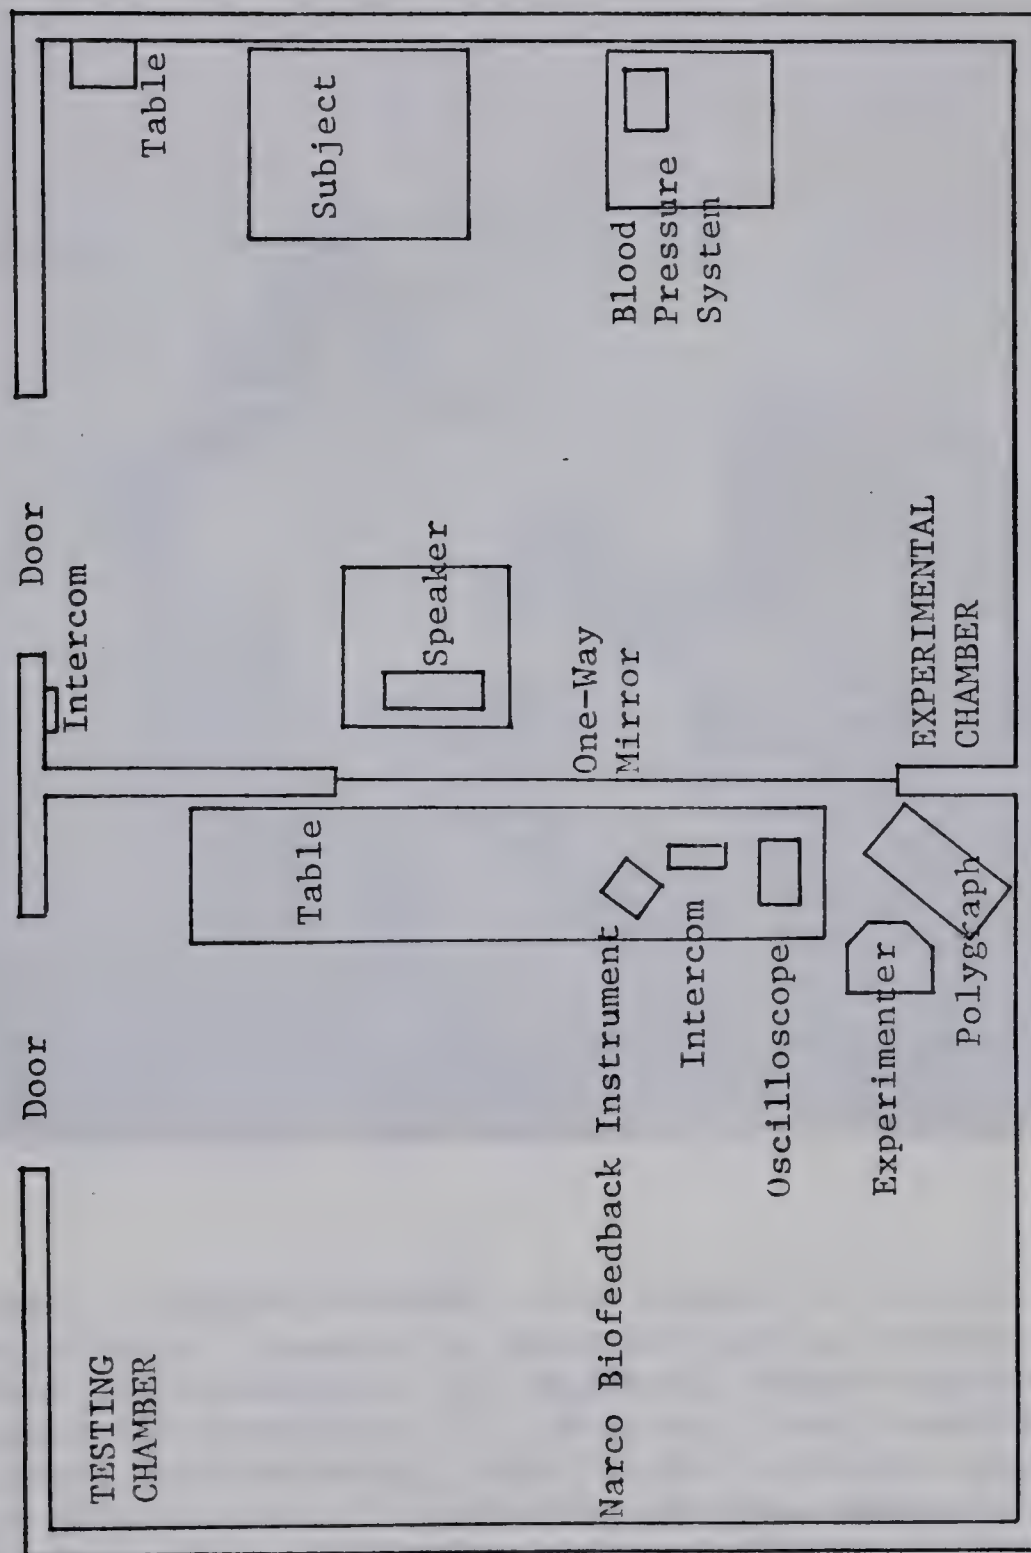 TESTING
CHAMBER
Door
Door
Intercom
Table
Table
Subject
Speaker
One-Way
Mirror
Blood
Pressure
System
Narco Biofeedback Instrument
Intercom
Oscilloscope
Experimenter
Polygraph
EXPERIMENTAL
CHAMBER